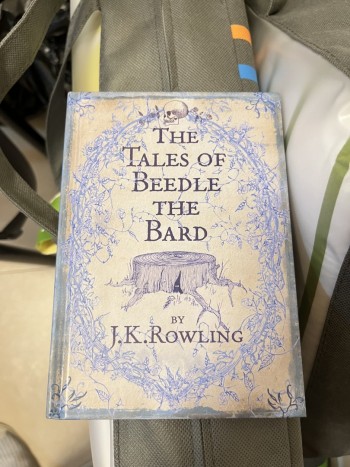 THE
TALES OF
BEEDLE
THE
BARD
BY
J.K.ROWLING